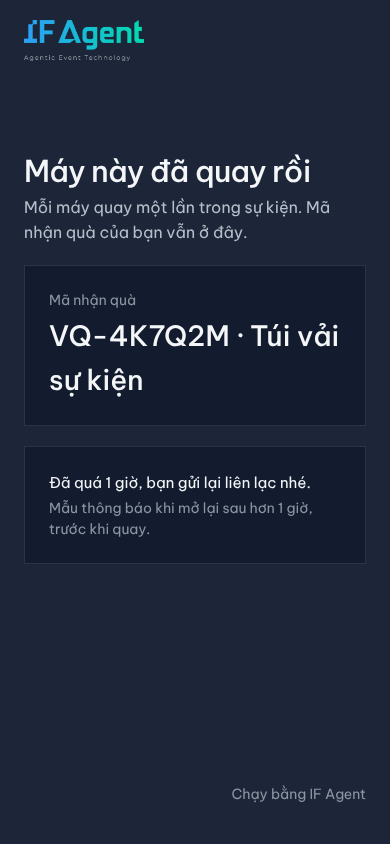 IF Agent
Agentic Event Technology
Máy này đã quay rồi
Mỗi máy quay một lần trong sự kiện. Mã
nhận quà của bạn vẫn ở đây.
Mã nhận quà
VQ-4K7Q2M · Túi vải
sự kiện
Đã quá 1 giờ, bạn gửi lại liên lạc nhé.
Mẫu thông báo khi mở lại sau hơn 1 giờ,
trước khi quay.
Chạy bằng IF Agent